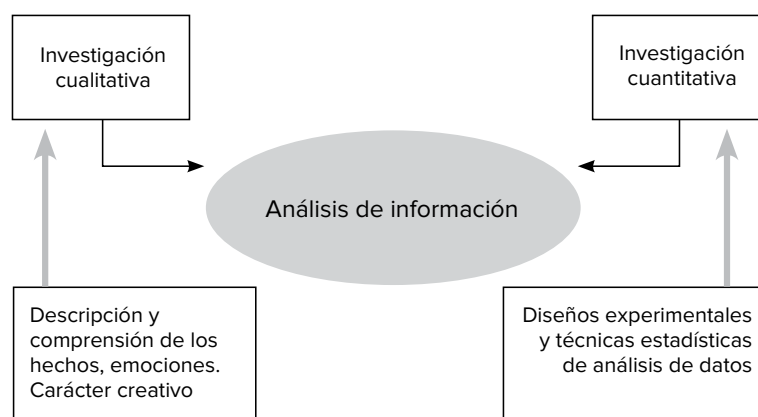 Investigación
cualitativa
Investigación
cuantitativa
Análisis de información
Descripción y
comprensión de los
hechos, emociones.
Carácter creativo
Diseños experimentales
y técnicas estadísticas
de análisis de datos